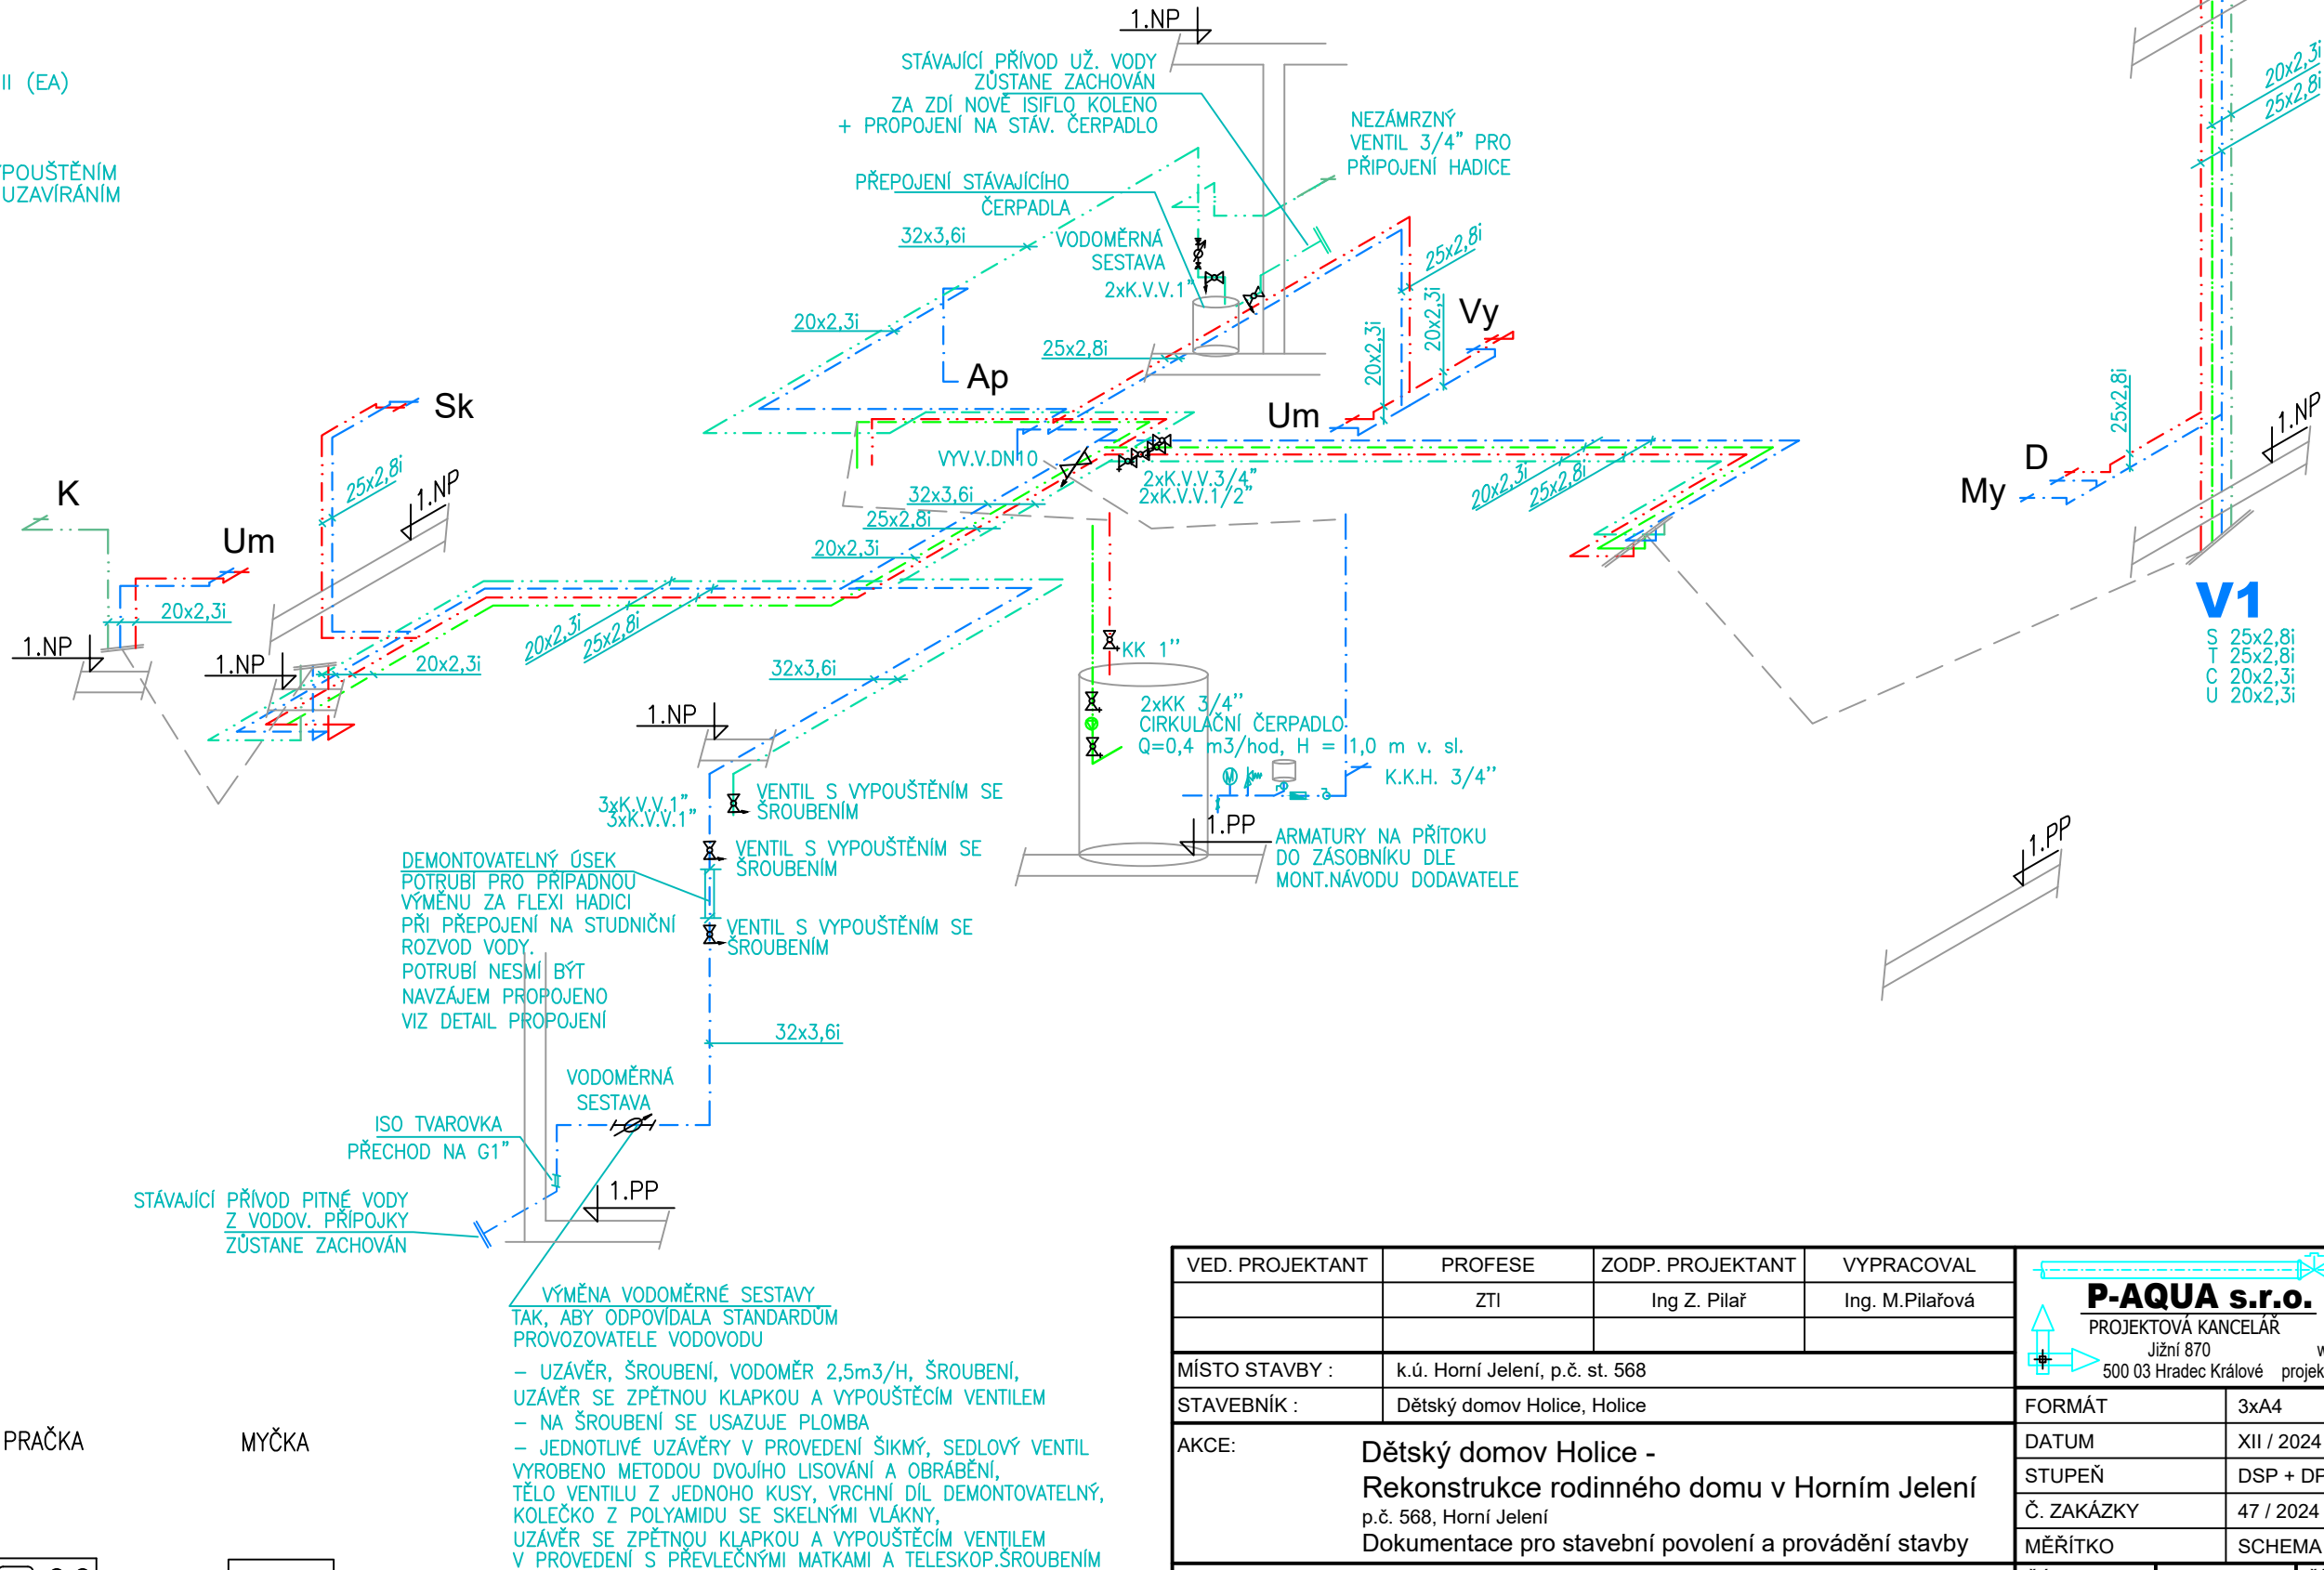 1.NP
STÁVAJÍCÍ PŘÍVOD UŽ. VODY
ZŮSTANE ZACHOVÁN
ZA ZDÍ NOVĚ ISIFLO KOLENO
+ PROPOJENÍ NA STÁV. ČERPADLO
II (EA)
NEZÁMRZNÝ
VENTIL 3/4" PRO
PŘIPOJENÍ HADICE
20x2,3i
25x2,8i
YPOUŠTĚNÍM
UZAVÍRÁNÍM
PŘEPOJENÍ STÁVAJÍCÍHO
ČERPADLA
32x3,6i
VODOMĚRNÁ
SESTAVA
2xK.V.V.1"
25x2,8i
20x2,3i
20x2,3i
20x2,3i
Vy
25x2,8i
Ap
Um
Sk
25x2,8i
1.NP
D
My
K
Um
25x2,8i
1.NP
VYV.V.DN10
2xK.V.V.3/4"
2xK.V.V.1/2"
32x3,6i
25x2,8i
20x2,3i
20x2,3i
25x2,8i
20x2,3i
1.NP
1.NP
20x2,3i
20x2,3i
25x2,8i
32x3,6i
V1
S 25x2,8i
T 25x2,8i
C 20x2,3i
U 20x2,3i
KK 1''
2xKK 3/4''
CIRKULAČNÍ ČERPADLO
Q=0,4 m3/hod, H = 1,0 m v. sl.
K.K.H. 3/4''
M
1.NP
3xK.V.V.1"
3xK.V.V.1"
VENTIL S VYPOUŠTĚNÍM SE
ŠROUBENÍM
VENTIL S VYPOUŠTĚNÍM SE
ŠROUBENÍM
VENTIL S VYPOUŠTĚNÍM SE
ŠROUBENÍM
1.PP
ARMATURY NA PŘÍTOKU
DO ZÁSOBNÍKU DLE
MONT.NÁVODU DODAVATELE
1.PP
DEMONTOVATELNÝ ÚSEK
POTRUBÍ PRO PŘÍPADNOU
VÝMĚNU ZA FLEXI HADICI
PŘI PŘEPOJENÍ NA STUDNIČNÍ
ROZVOD VODY.
POTRUBÍ NESMÍ BÝT
NAVZÁJEM PROPOJENO
VIZ DETAIL PROPOJENÍ
32x3,6i
VODOMĚRNÁ
SESTAVA
ISO TVAROVKA
PŘECHOD NA G1"
1.PP
STÁVAJÍCÍ PŘÍVOD PITNÉ VODY
Z VODOV. PŘÍPOJKY
ZŮSTANE ZACHOVÁN
VÝMĚNA VODOMĚRNÉ SESTAVY
TAK, ABY ODPOVÍDALA STANDARDŮM
PROVOZOVATELE VODOVODU
– UZÁVĚR, ŠROUBENÍ, VODOMĚR 2,5m3/H, ŠROUBENÍ,
UZÁVĚR SE ZPĚTNOU KLAPKOU A VYPOUŠTĚCÍM VENTILEM
– NA ŠROUBENÍ SE USAZUJE PLOMBA
– JEDNOTLIVÉ UZÁVĚRY V PROVEDENÍ ŠIKMÝ, SEDLOVÝ VENTIL
VYROBENO METODOU DVOJÍHO LISOVÁNÍ A OBRÁBĚNÍ,
TĚLO VENTILU Z JEDNOHO KUSY, VRCHNÍ DÍL DEMONTOVATELNÝ,
KOLEČKO Z POLYAMIDU SE SKELNÝMI VLÁKNY,
UZÁVĚR SE ZPĚTNOU KLAPKOU A VYPOUŠTĚCÍM VENTILEM
V PROVEDENÍ S PŘEVLEČNÝMI MATKAMI A TELESKOP.ŠROUBENÍM
PRAČKA
MYČKA
VED. PROJEKTANT PROFESE ZODP. PROJEKTANT VYPRACOVAL
ZTI Ing Z. Pilař Ing. M.Pilařová
MÍSTO STAVBY : k.ú. Horní Jelení, p.č. st. 568
STAVEBNÍK : Dětský domov Holice, Holice
AKCE: Dětský domov Holice -
Rekonstrukce rodinného domu v Horním Jelení
p.č. 568, Horní Jelení
Dokumentace pro stavební povolení a provádění stavby
P-AQUA s.r.o.
PROJEKTOVÁ KANCELÁŘ
Jižní 870 w
500 03 Hradec Králové projek
FORMÁT 3xA4
DATUM XII / 2024
STUPEŇ DSP + DP
Č. ZAKÁZKY 47 / 2024
MĚŘÍTKO SCHEMA